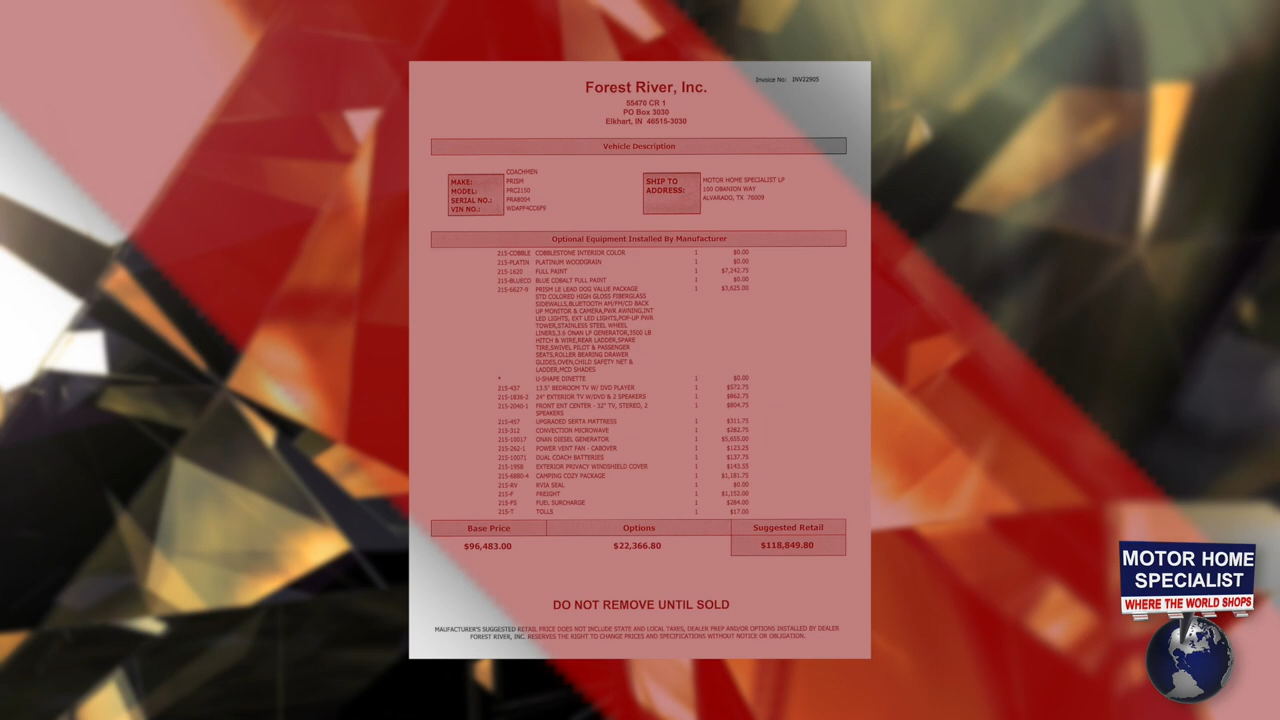 Invoice No: INV22905
Forest River, Inc.
55470 CR 1
PO Box 3030
Elkhart, IN 46515-3030
Vehicle Description
COACHMEN
MAKE: PRISM
MODEL: PRC2150
SERIAL NO.: PRA8004
VIN NO.: WDAPF4CC6F9
SHIP TO MOTOR HOME SPECIALIST LP
ADDRESS: 100 OBANION WAY
ALVARADO, TX 76009
Optional Equipment Installed By Manufacturer
215-COBBLE COBBLESTONE INTERIOR COLOR 1 $0.00
215-PLATIN PLATINUM WOODGRAIN 1 $0.00
215-1620 FULL PAINT 1 $7,242.75
215-BLUECO BLUE COBALT FULL PAINT 1 $0.00
215-6627-9 PRISM LE LEAD DOG VALUE PACKAGE 1 $3,625.00
STD COLORED HIGH GLOSS FIBERGLASS
SIDEWALLS,BLUETOOTH AM/FM/CD BACK
UP MONITOR & CAMERA,PWR AWNING,INT
LED LIGHTS, EXT LED LIGHTS,POP-UP PWR
TOWER,STAINLESS STEEL WHEEL
LINERS,3.6 ONAN LP GENERATOR,3500 LB
HITCH & WIRE,REAR LADDER,SPARE
TIRE,SWIVEL PILOT & PASSENGER
SEATS,ROLLER BEARING DRAWER
GLIDES,OVEN,CHILD SAFETY NET &
LADDER,MCD SHADES
* U-SHAPE DINETTE 1 $0.00
215-437 13.5" BEDROOM TV W/ DVD PLAYER 1 $572.75
215-1836-2 24" EXTERIOR TV W/DVD & 2 SPEAKERS 1 $862.75
215-2040-1 FRONT ENT CENTER - 32" TV, STEREO, 2 1 $804.75
SPEAKERS
215-457 UPGRADED SERTA MATTRESS 1 $311.75
215-312 CONVECTION MICROWAVE 1 $282.75
215-10017 ONAN DIESEL GENERATOR 1 $5,655.00
215-262-1 POWER VENT FAN - CABOVER 1 $123.25
215-10071 DUAL COACH BATTERIES 1 $137.75
215-1958 EXTERIOR PRIVACY WINDSHIELD COVER 1 $143.55
215-6880-4 CAMPING COZY PACKAGE 1 $1,181.75
215-RV RVIA SEAL 1 $0.00
215-F FREIGHT 1 $1,152.00
215-FS FUEL SURCHARGE 1 $284.00
215-T TOLLS 1 $17.00
Base Price Options Suggested Retail
$96,483.00 $22,366.80 $118,849.80
DO NOT REMOVE UNTIL SOLD
MAUFACTURER'S SUGGESTED RETAIL PRICE DOES NOT INCLUDE STATE AND LOCAL TAXES, DEALER PREP AND/OR OPTIONS INSTALLED BY DEALER
FOREST RIVER, INC. RESERVES THE RIGHT TO CHANGE PRICES AND SPECIFICATIONS WITHOUT NOTICE OR OBLIGATION.
MOTOR HOME
SPECIALIST
WHERE THE WORLD SHOPS